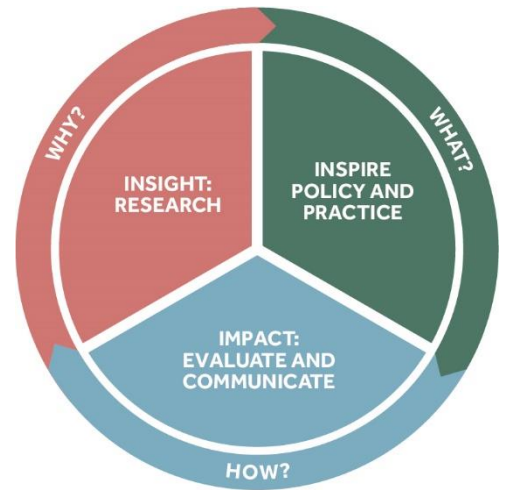 WHY?
WHAT?
INSIGHT:
RESEARCH
INSPIRE
POLICY AND
PRACTICE
IMPACT:
EVALUATE AND
COMMUNICATE
HOW?